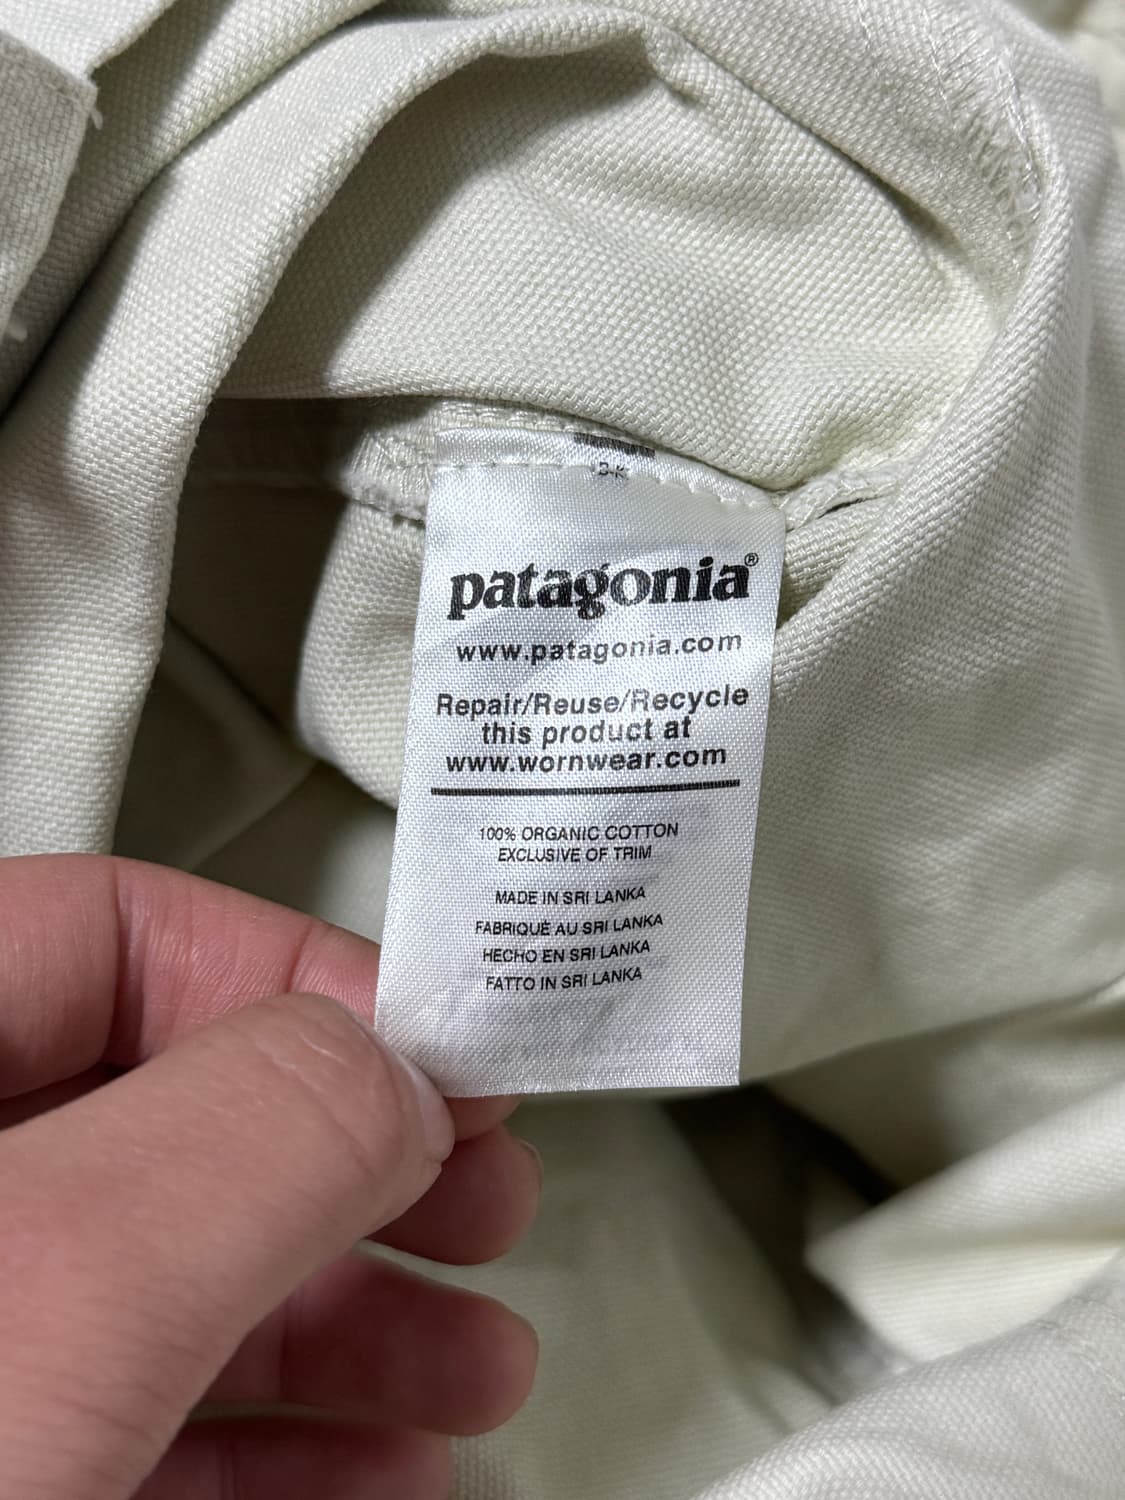 patagonia®
www.patagonia.com
Repair/Reuse/Recycle
this product at
www.wornwear.com
100% ORGANIC COTTON
EXCLUSIVE OF TRIM
MADE IN SRI LANKA
FABRIQUÉ AU SRI LANKA
HECHO EN SRI LANKA
FATTO IN SRI LANKA